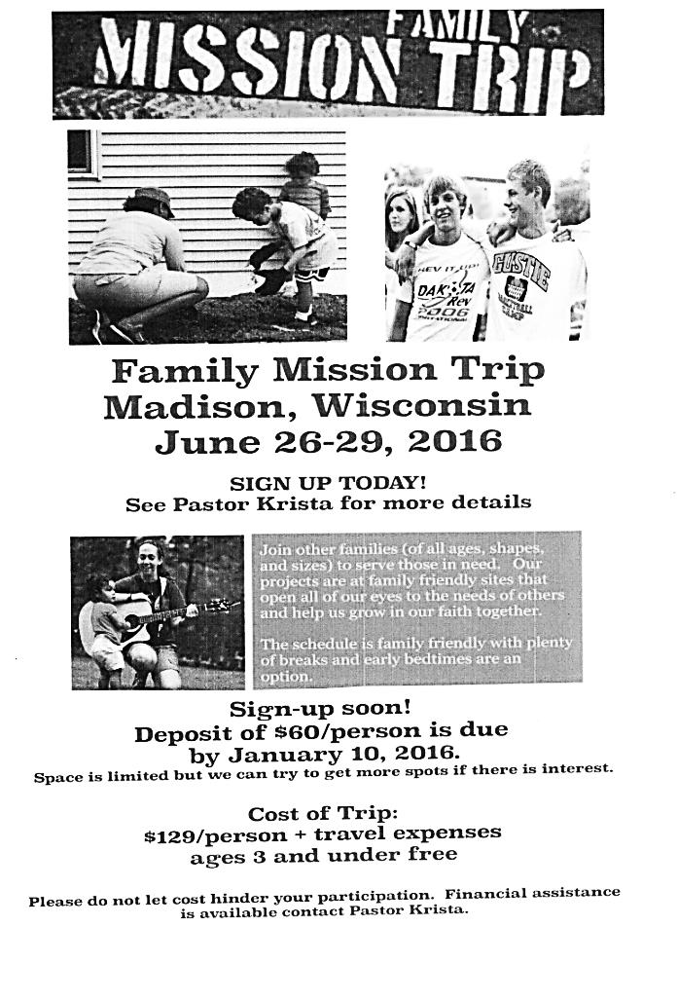 FAMILY
MISSION TRIP
REV IT UP!
DAKOTA
Rev
2006
INVITATIONAL
GUSTIE
BASKETBALL
CAMP
Family Mission Trip
Madison, Wisconsin
June 26-29, 2016
SIGN UP TODAY!
See Pastor Krista for more details
Join other families (of all ages, shapes,
and sizes) to serve those in need.  Our
projects are at family friendly sites that
open all of our eyes to the needs of others
and help us grow in our faith together.
The schedule is family friendly with plenty
of breaks and early bedtimes are an
option.
Sign-up soon!
Deposit of $60/person is due
by January 10, 2016.
Space is limited but we can try to get more spots if there is interest.
Cost of Trip:
$129/person + travel expenses
ages 3 and under free
Please do not let cost hinder your participation.  Financial assistance
is available contact Pastor Krista.